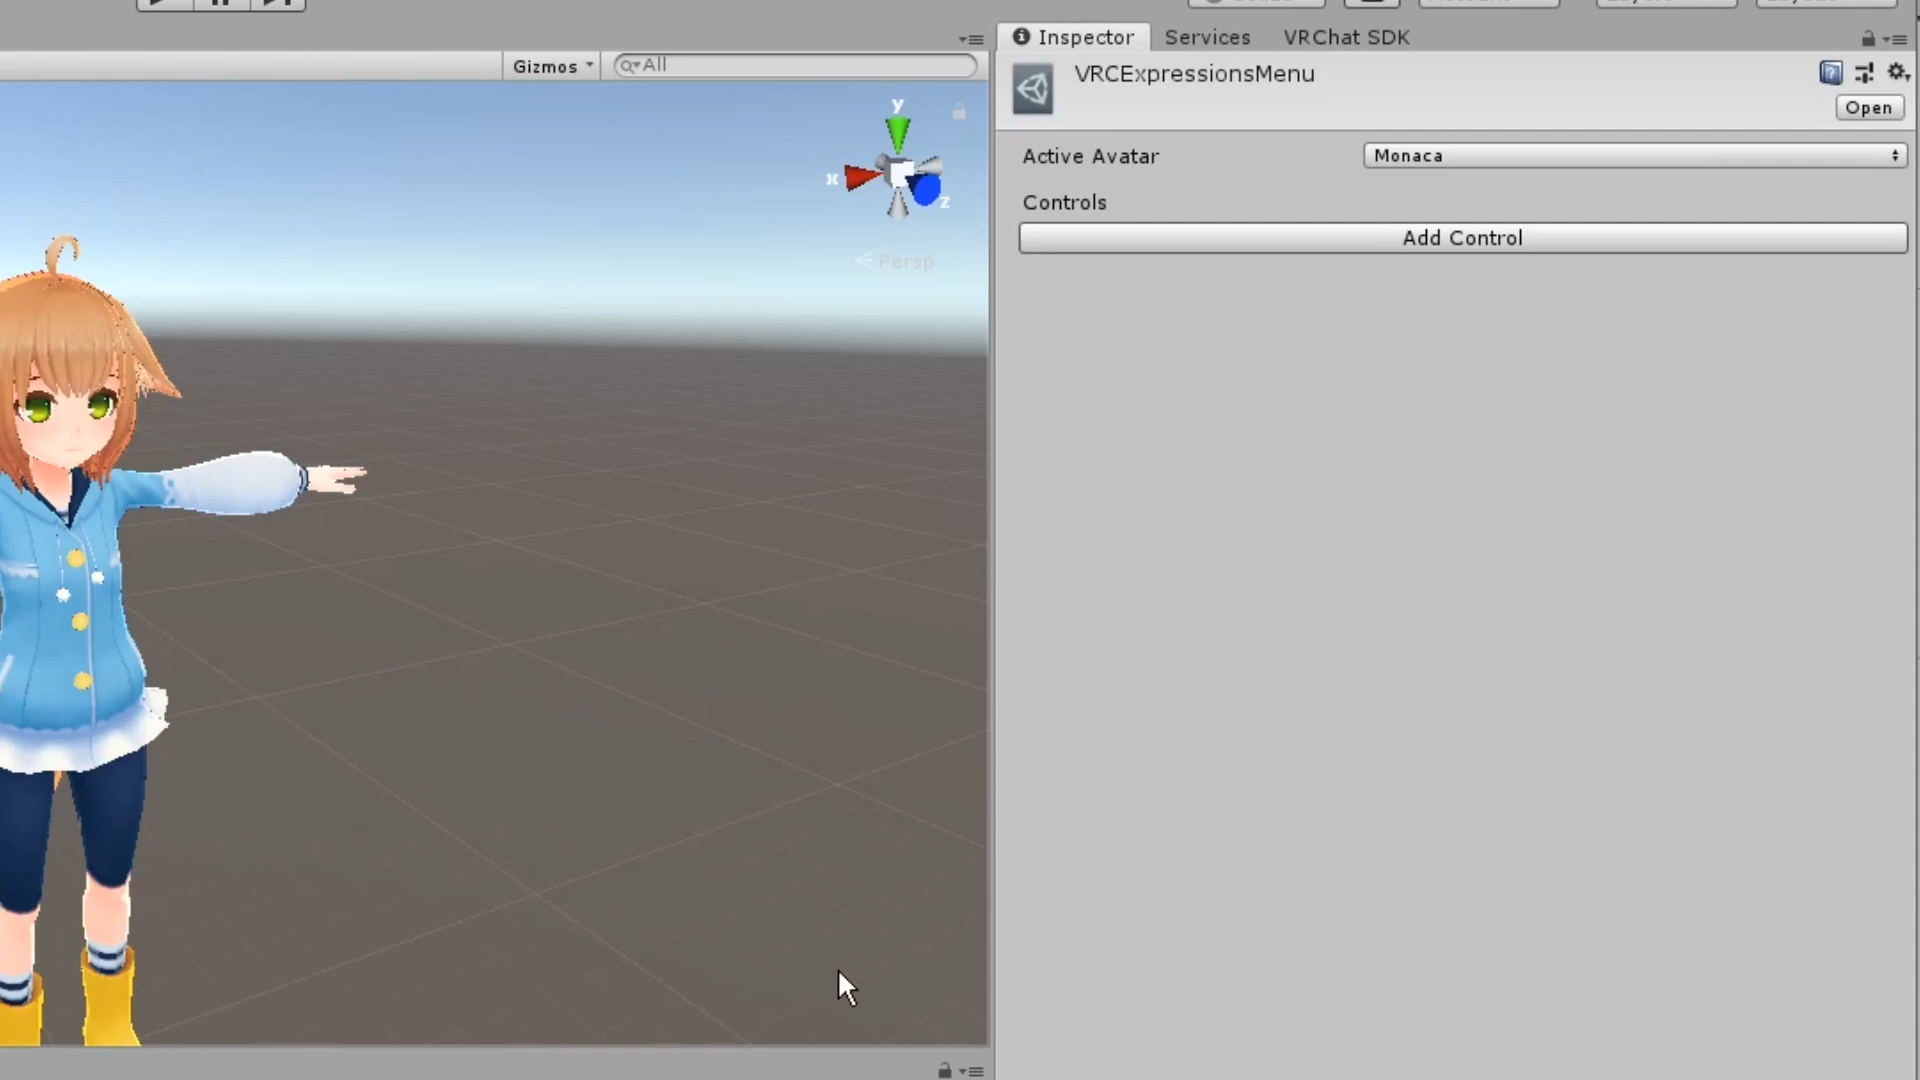 Gizmos
All
Inspector Services VRChat SDK
VRCExpressionsMenu
Open
Active Avatar Monaca
Controls
Add Control
y
x
z
Persp